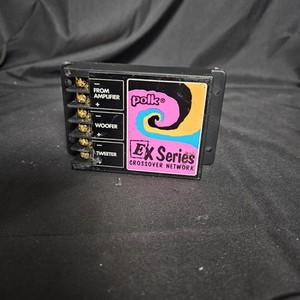 −
FROM
AMPLIFIER
+
−
WOOFER
+
−
TWEETER
polk®
EX Series
CROSSOVER NETWORK